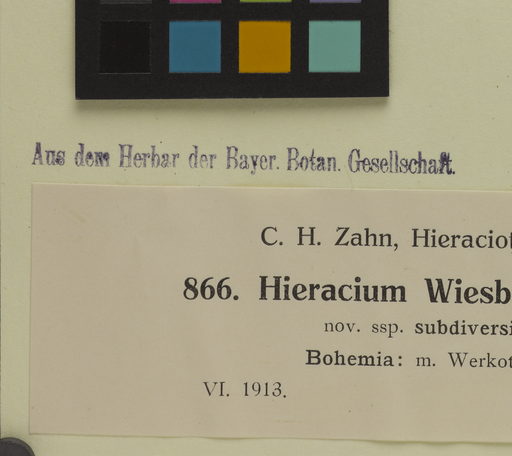 Aus dem Herbar der Bayer. Botan. Gesellschaft.
C. H. Zahn, Hieraciot
866. Hieracium Wiesb
nov. ssp. subdiversi
Bohemia: m. Werkot
VI. 1913.